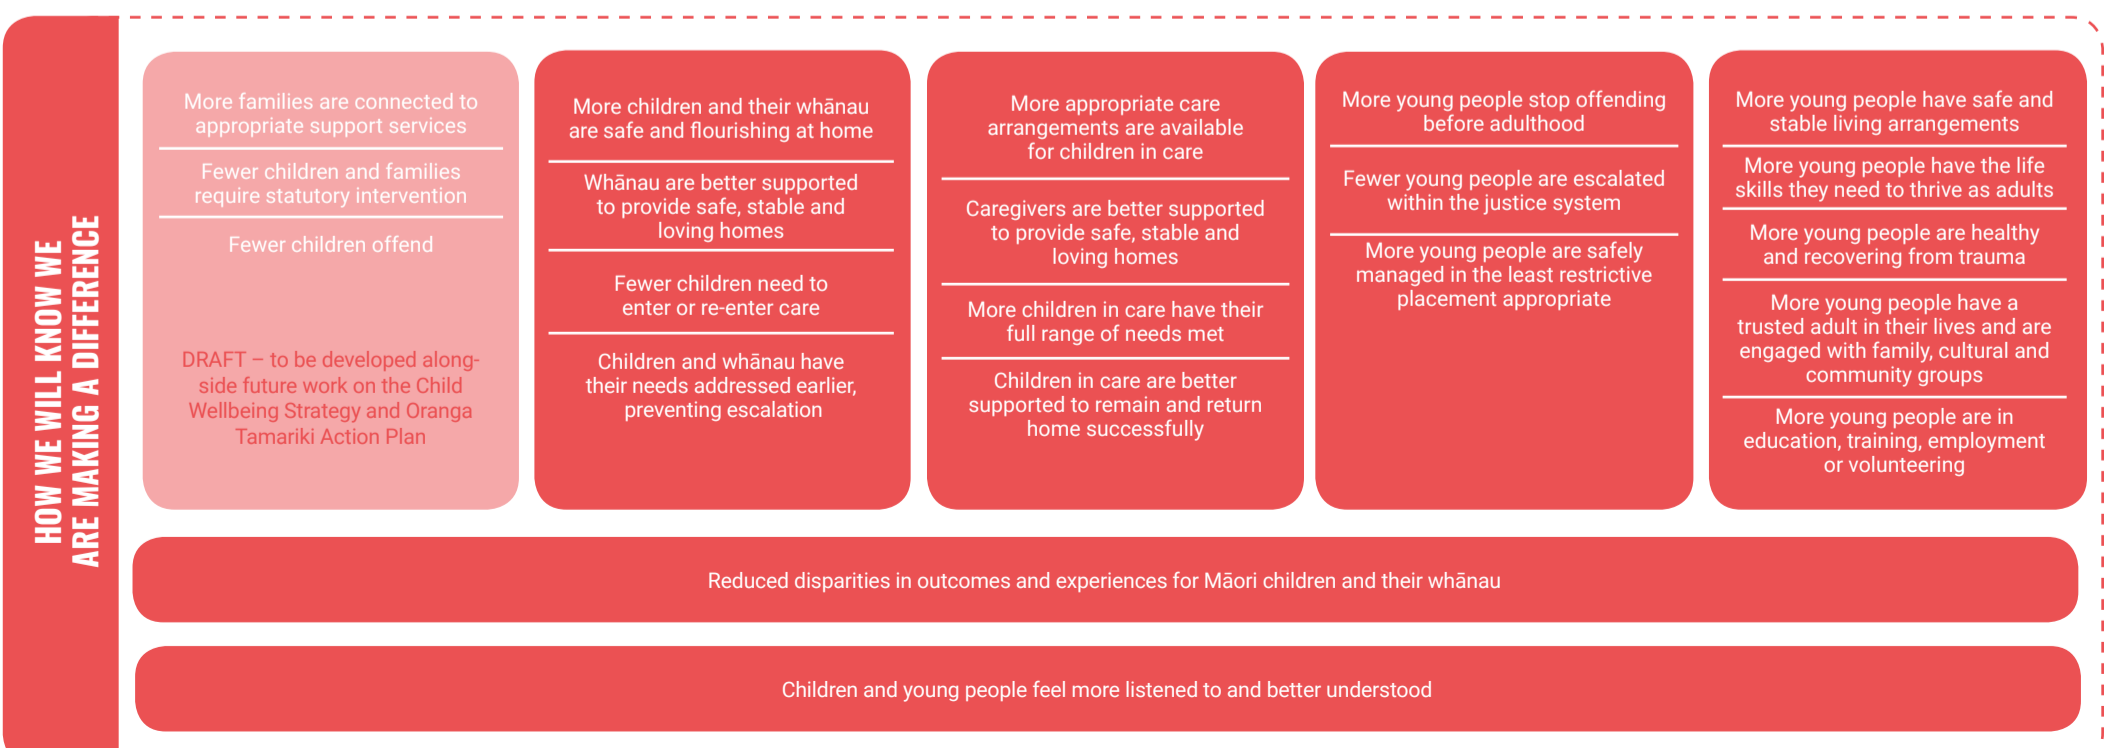 HOW WE WILL KNOW WE
ARE MAKING A DIFFERENCE
More families are connected to
appropriate support services
Fewer children and families
require statutory intervention
Fewer children offend
DRAFT – to be developed along-
side future work on the Child
Wellbeing Strategy and Oranga
Tamariki Action Plan
More children and their whānau
are safe and flourishing at home
Whānau are better supported
to provide safe, stable and
loving homes
Fewer children need to
enter or re-enter care
Children and whānau have
their needs addressed earlier,
preventing escalation
More appropriate care
arrangements are available
for children in care
Caregivers are better supported
to provide safe, stable and
loving homes
More children in care have their
full range of needs met
Children in care are better
supported to remain and return
home successfully
More young people stop offending
before adulthood
Fewer young people are escalated
within the justice system
More young people are safely
managed in the least restrictive
placement appropriate
More young people have safe and
stable living arrangements
More young people have the life
skills they need to thrive as adults
More young people are healthy
and recovering from trauma
More young people have a
trusted adult in their lives and are
engaged with family, cultural and
community groups
More young people are in
education, training, employment
or volunteering
Reduced disparities in outcomes and experiences for Māori children and their whānau
Children and young people feel more listened to and better understood